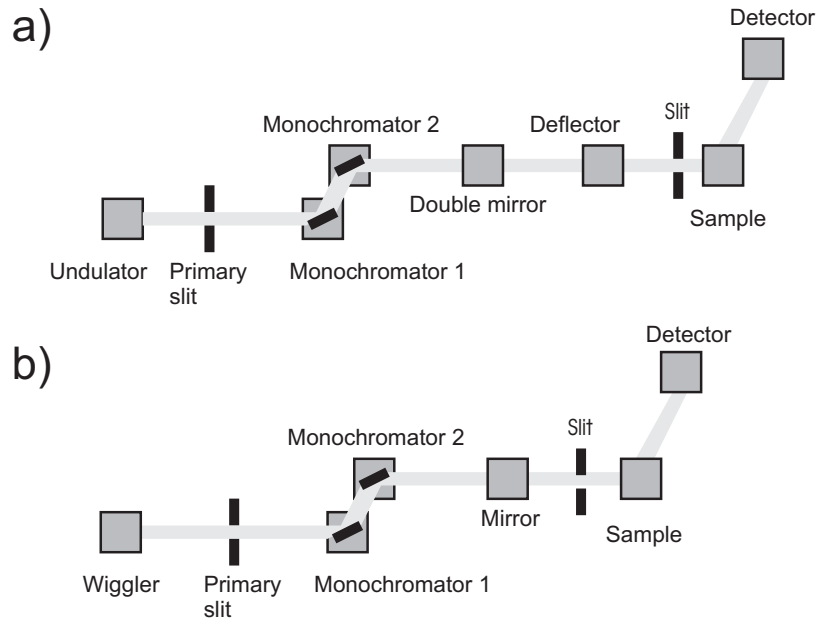 a)
Detector
Slit
Monochromator 2
Deflector
Double mirror
Sample
Undulator
Primary
slit
Monochromator 1
b)
Detector
Slit
Monochromator 2
Mirror
Sample
Wiggler
Primary
slit
Monochromator 1